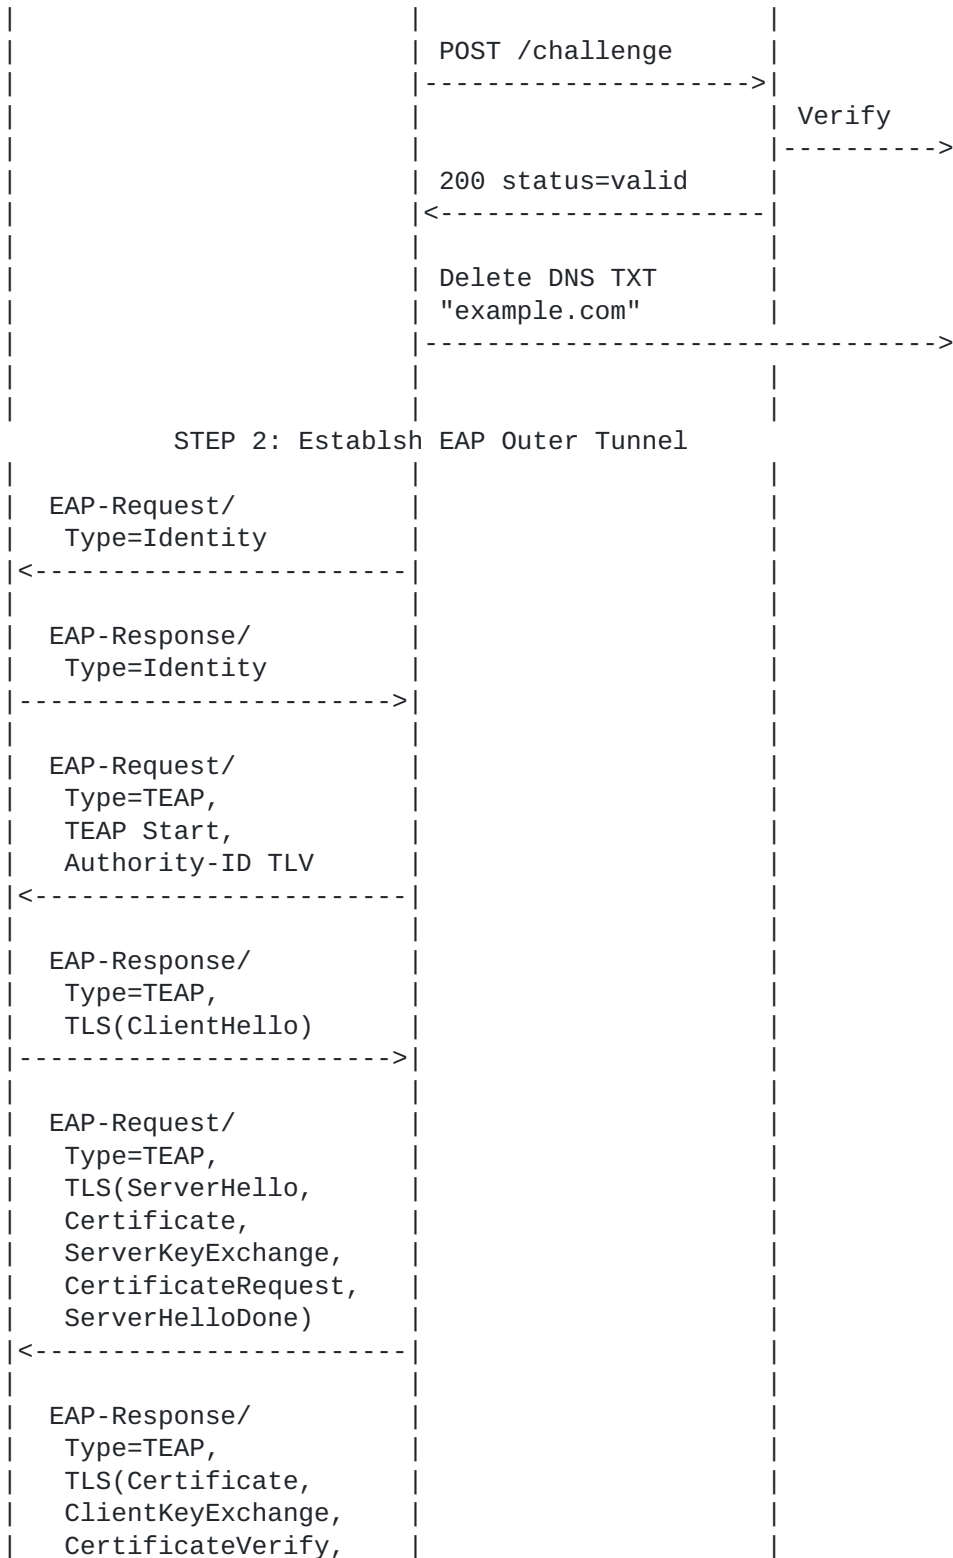 POST /challenge
Verify
200 status=valid
Delete DNS TXT
"example.com"
STEP 2: Establsh EAP Outer Tunnel
EAP-Request/
Type=Identity
EAP-Response/
Type=Identity
EAP-Request/
Type=TEAP,
TEAP Start,
Authority-ID TLV
EAP-Response/
Type=TEAP,
TLS(ClientHello)
EAP-Request/
Type=TEAP,
TLS(ServerHello,
Certificate,
ServerKeyExchange,
CertificateRequest,
ServerHelloDone)
EAP-Response/
Type=TEAP,
TLS(Certificate,
ClientKeyExchange,
CertificateVerify,